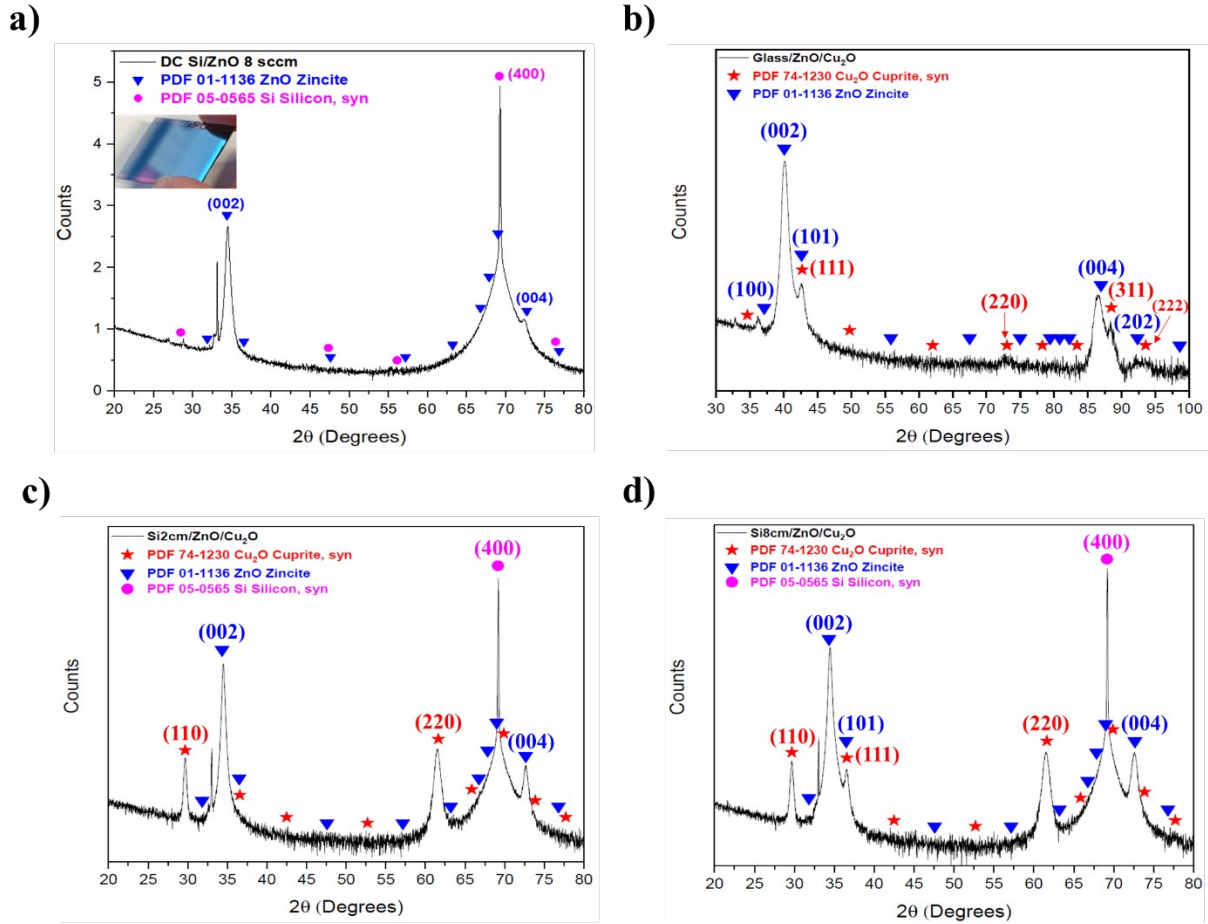 a)
DC Si/ZnO 8 sccm
PDF 01-1136 ZnO Zincite
PDF 05-0565 Si Silicon, syn
(400)
(002)
(004)
5
4
3
2
1
0
Counts
20 25 30 35 40 45 50 55 60 65 70 75 80
2θ (Degrees)
b)
Glass/ZnO/Cu₂O
PDF 74-1230 Cu₂O Cuprite, syn
PDF 01-1136 ZnO Zincite
(002)
(101)
(111)
(100)
(220)
(004)
(311)
(222)
(202)
Counts
30 35 40 45 50 55 60 65 70 75 80 85 90 95 100
2θ (Degrees)
c)
Si2cm/ZnO/Cu₂O
PDF 74-1230 Cu₂O Cuprite, syn
PDF 01-1136 ZnO Zincite
PDF 05-0565 Si Silicon, syn
(400)
(002)
(110)
(220)
(004)
Counts
20 25 30 35 40 45 50 55 60 65 70 75 80
2θ (Degrees)
d)
Si8cm/ZnO/Cu₂O
PDF 74-1230 Cu₂O Cuprite, syn
PDF 01-1136 ZnO Zincite
PDF 05-0565 Si Silicon, syn
(400)
(002)
(101)
(110)
(111)
(220)
(004)
Counts
20 25 30 35 40 45 50 55 60 65 70 75 80
2θ (Degrees)